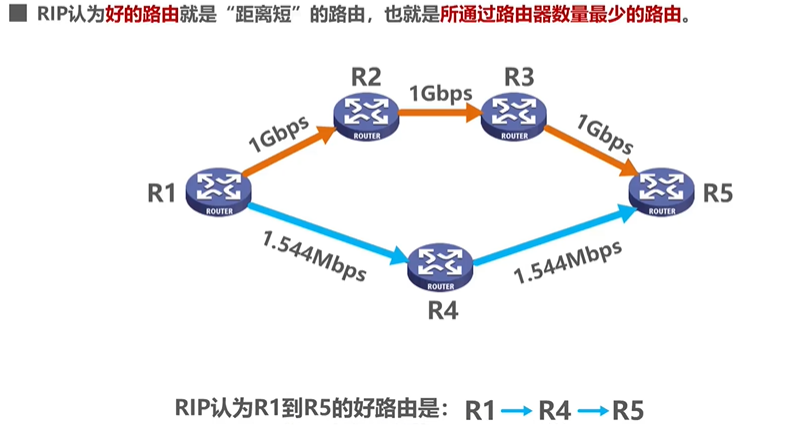 RIP认为好的路由就是“距离短”的路由，也就是所通过路由器数量最少的路由。
R2
R3
1Gbps
1Gbps
1Gbps
ROUTER
ROUTER
R1
ROUTER
ROUTER
R5
1.544Mbps
1.544Mbps
ROUTER
R4
RIP认为R1到R5的好路由是： R1 → R4 → R5